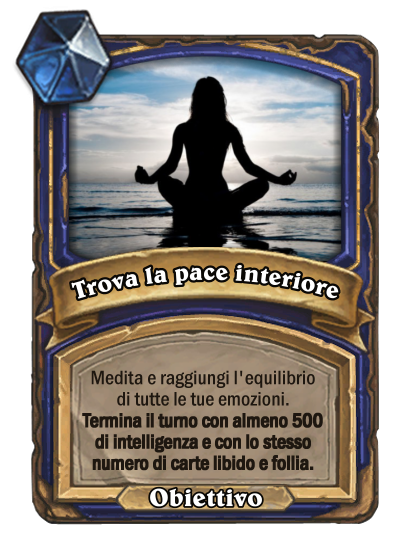 Trova la pace interiore
Medita e raggiungi l'equilibrio
di tutte le tue emozioni.
Termina il turno con almeno 500
di intelligenza e con lo stesso
numero di carte libido e follia.
Obiettivo